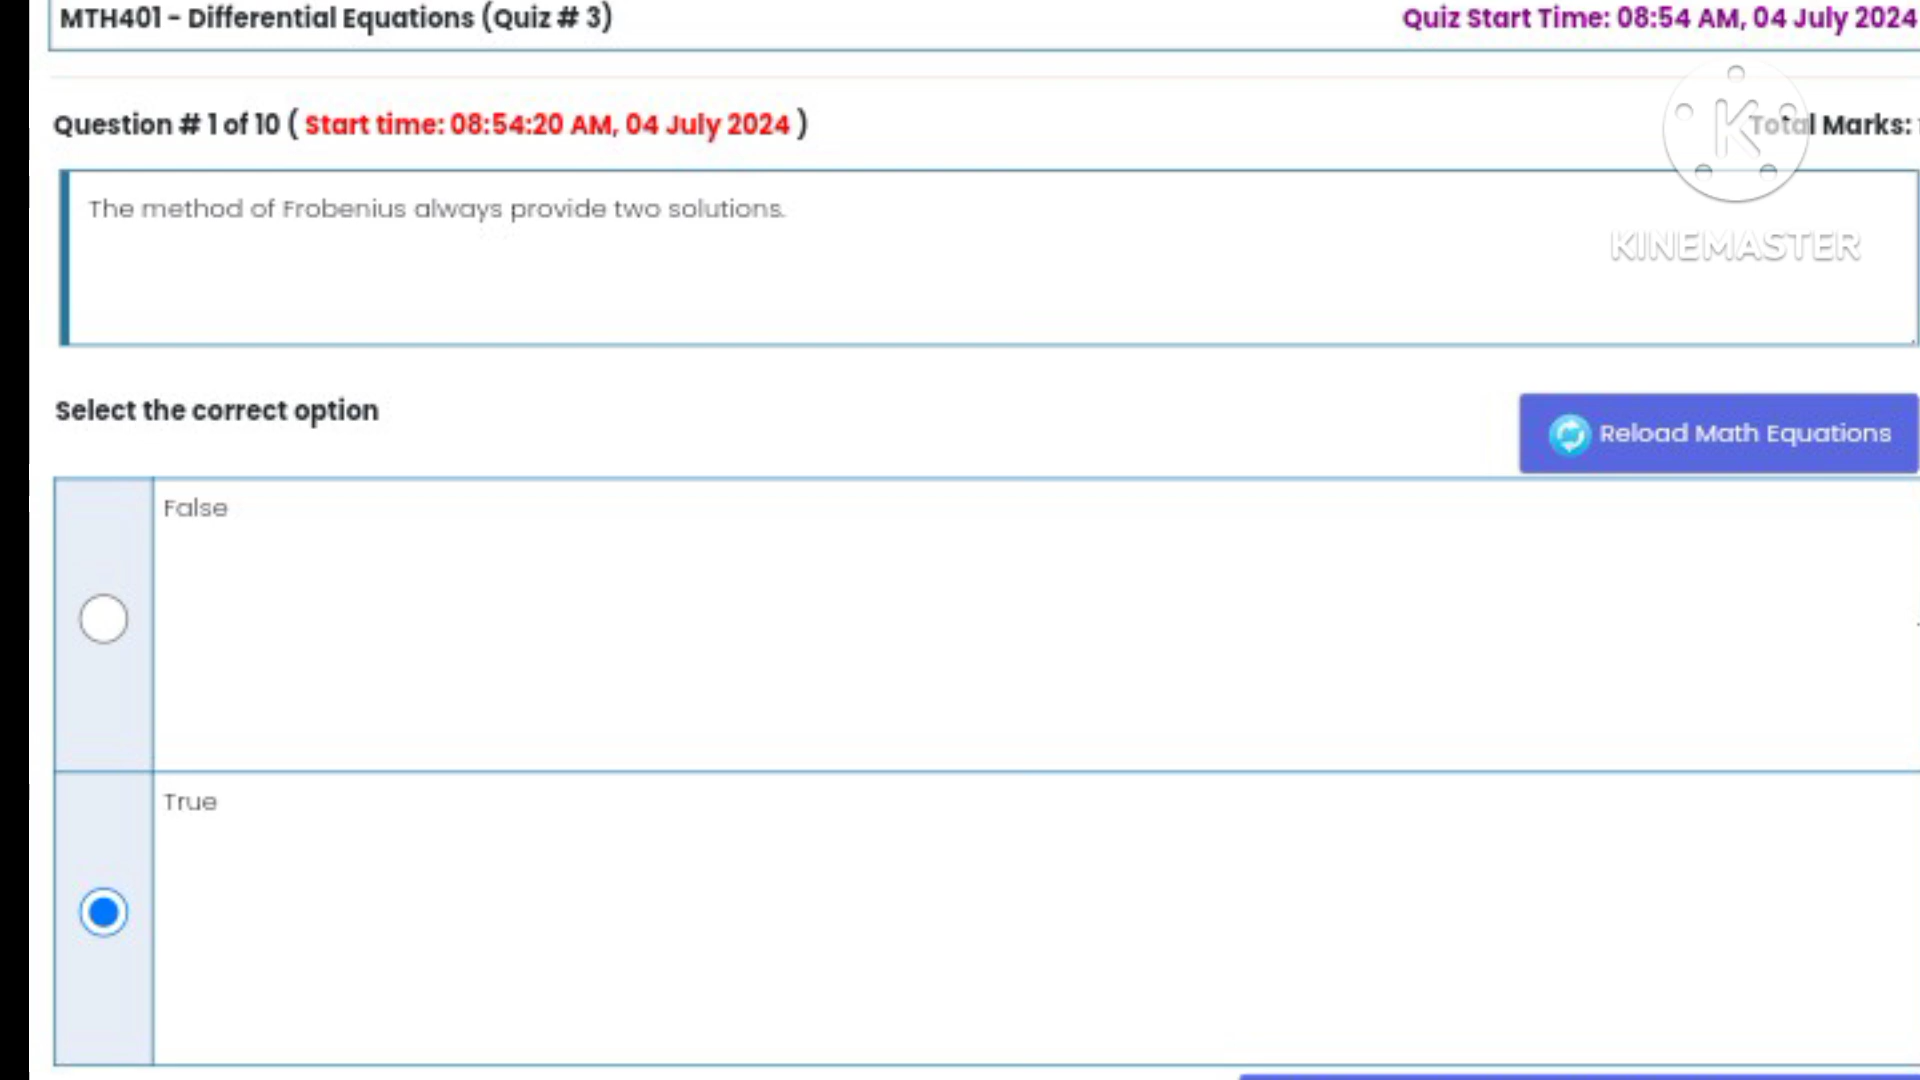 MTH401 - Differential Equations (Quiz # 3)
Quiz Start Time: 08:54 AM, 04 July 2024
Question # 1 of 10 ( Start time: 08:54:20 AM, 04 July 2024 )
Total Marks:
The method of Frobenius always provide two solutions.
KINEMASTER
Select the correct option
Reload Math Equations
False
True